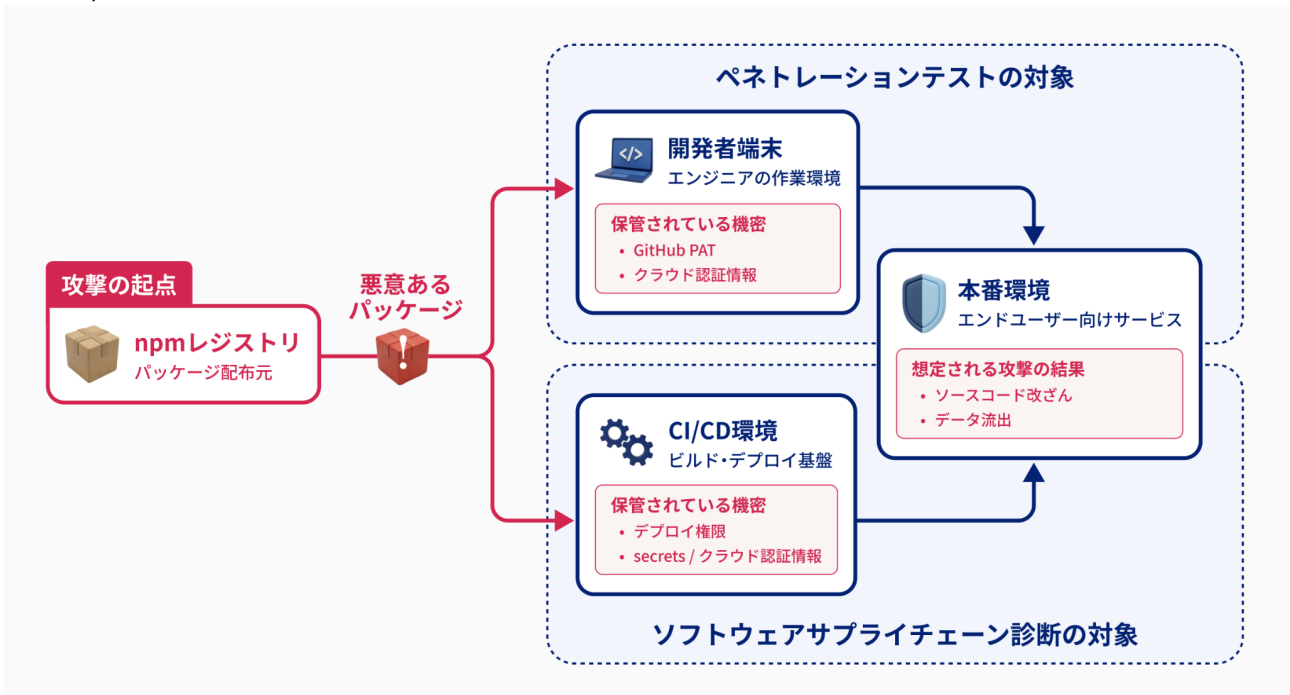 ペネトレーションテストの対象
</>
開発者端末
エンジニアの作業環境
保管されている機密
• GitHub PAT
• クラウド認証情報
攻撃の起点
npmレジストリ
パッケージ配布元
悪意ある
パッケージ
本番環境
エンドユーザー向けサービス
想定される攻撃の結果
• ソースコード改ざん
• データ流出
CI/CD環境
ビルド・デプロイ基盤
保管されている機密
• デプロイ権限
• secrets / クラウド認証情報
ソフトウェアサプライチェーン診断の対象